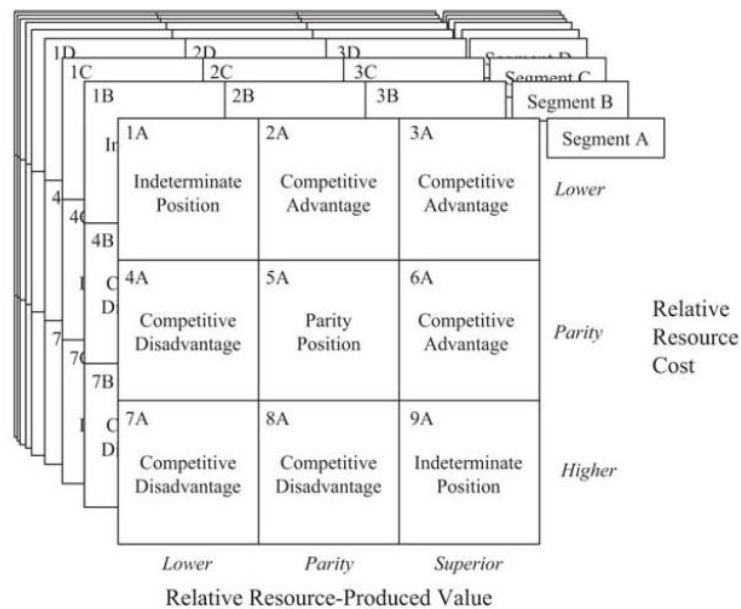 1D 2D 3D Segment D
1C 2C 3C Segment C
1B 2B 3B Segment B
1A 2A 3A Segment A
Indeterminate
Position
Competitive
Advantage
Competitive
Advantage
Lower
4B
4A 5A 6A
Competitive
Disadvantage
Parity
Position
Competitive
Advantage
Parity
Relative
Resource
Cost
7B
7A 8A 9A
Competitive
Disadvantage
Competitive
Disadvantage
Indeterminate
Position
Higher
Lower Parity Superior
Relative Resource-Produced Value